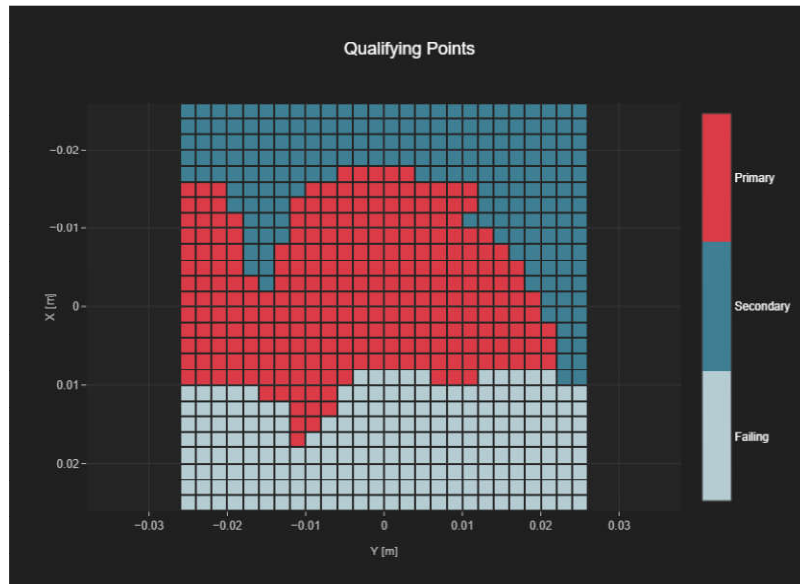 Qualifying Points
−0.02
−0.01
0
0.01
0.02
X [m]
−0.03
−0.02
−0.01
0
0.01
0.02
0.03
Y [m]
Primary
Secondary
Failing